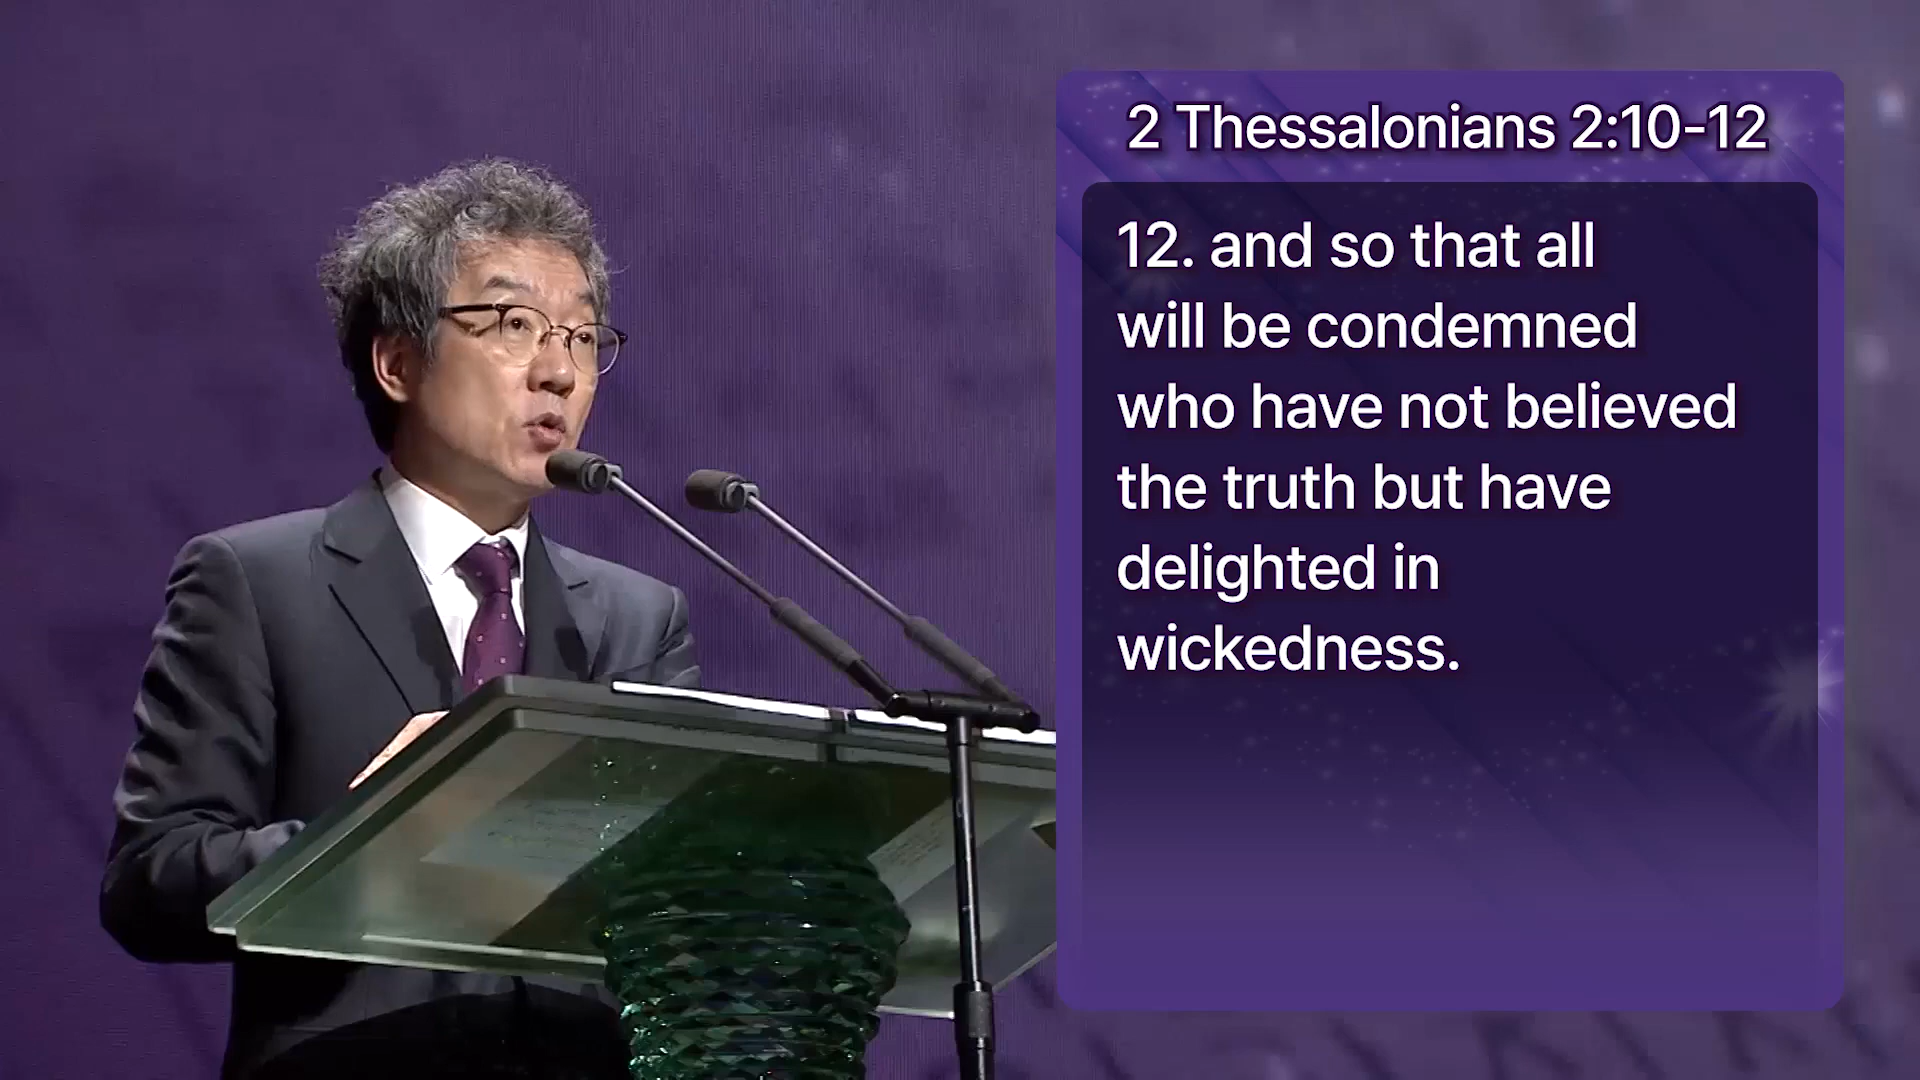 2 Thessalonians 2:10-12
12. and so that all
will be condemned
who have not believed
the truth but have
delighted in
wickedness.